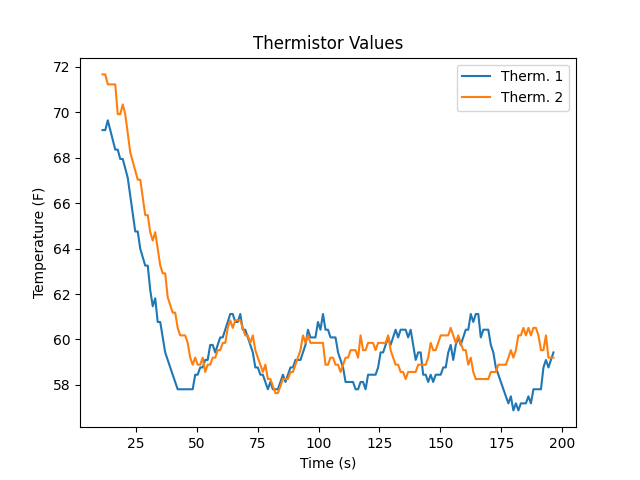 Thermistor Values
Therm. 1
Therm. 2
Temperature (F)
72
70
68
66
64
62
60
58
25 50 75 100 125 150 175 200
Time (s)